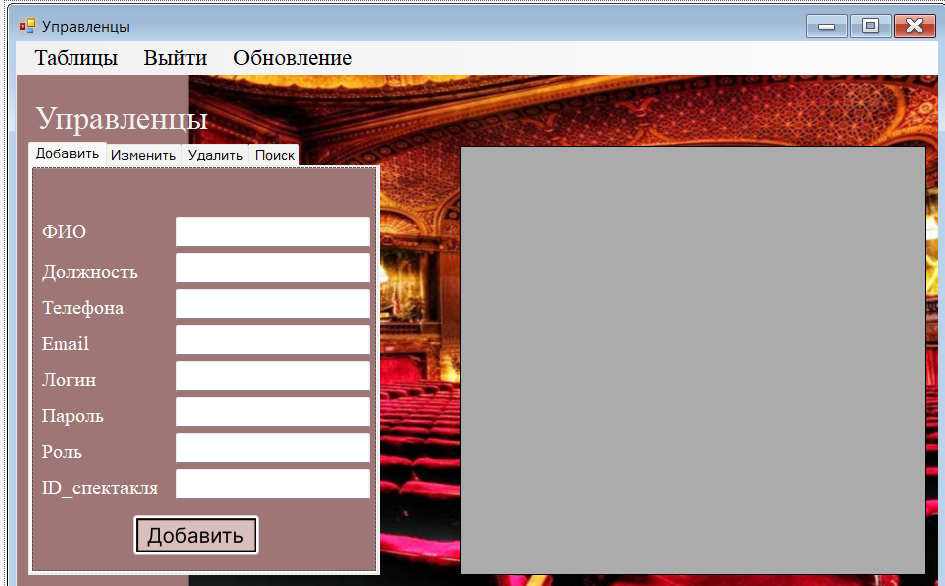 Управленцы
Таблицы Выйти Обновление
Управленцы
Добавить Изменить Удалить Поиск
ФИО
Должность
Телефона
Email
Логин
Пароль
Роль
ID_спектакля
Добавить